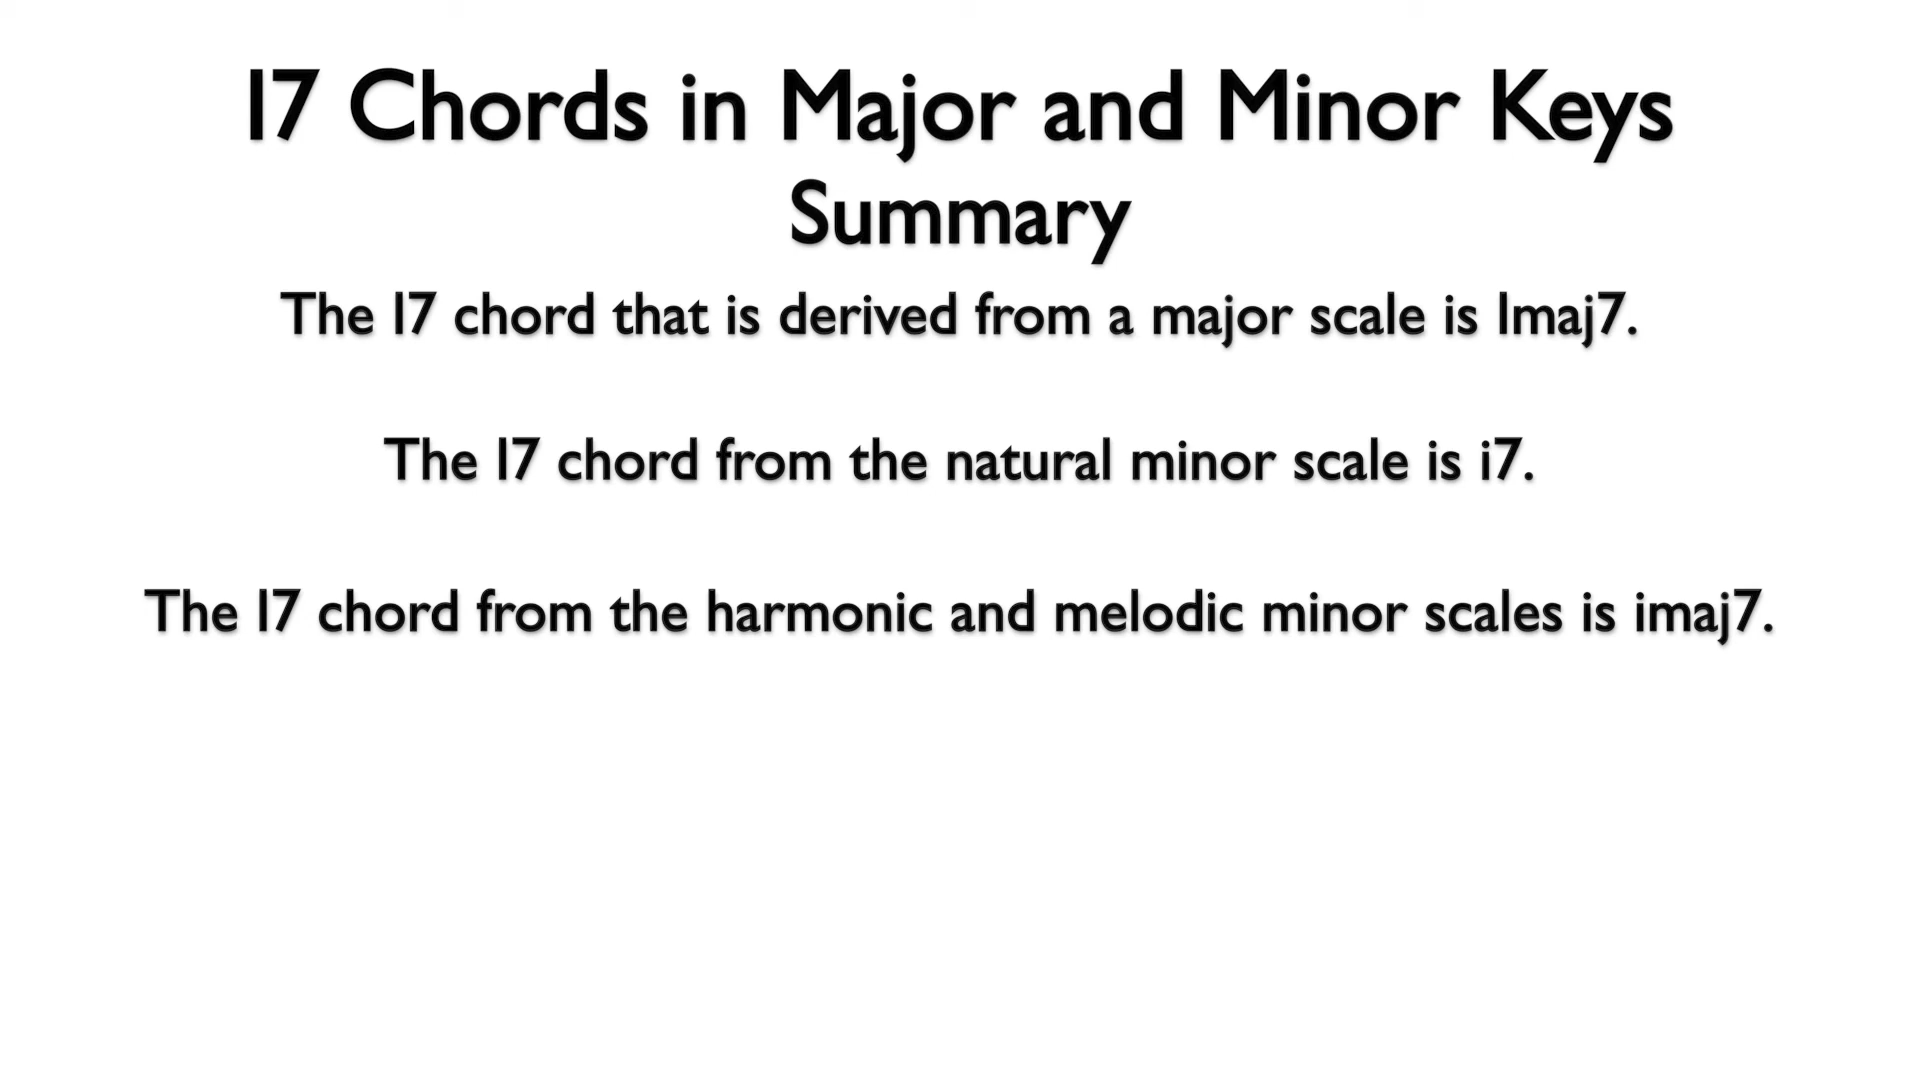 I7 Chords in Major and Minor Keys
Summary
The I7 chord that is derived from a major scale is Imaj7.
The I7 chord from the natural minor scale is i7.
The I7 chord from the harmonic and melodic minor scales is imaj7.